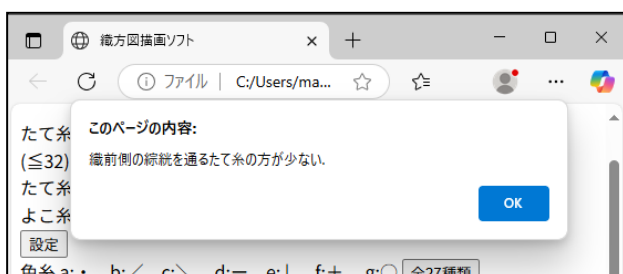 織方図描画ソフト
ファイル | C:/Users/ma...
このページの内容:
たて糸
織前側の綜絖を通るたて糸の方が少ない.
(≦32)
たて糸
よこ糸
OK
設定
色糸 a:・ b:／ c:＼ d:ー e:| f:＋ g:○ 全27種類